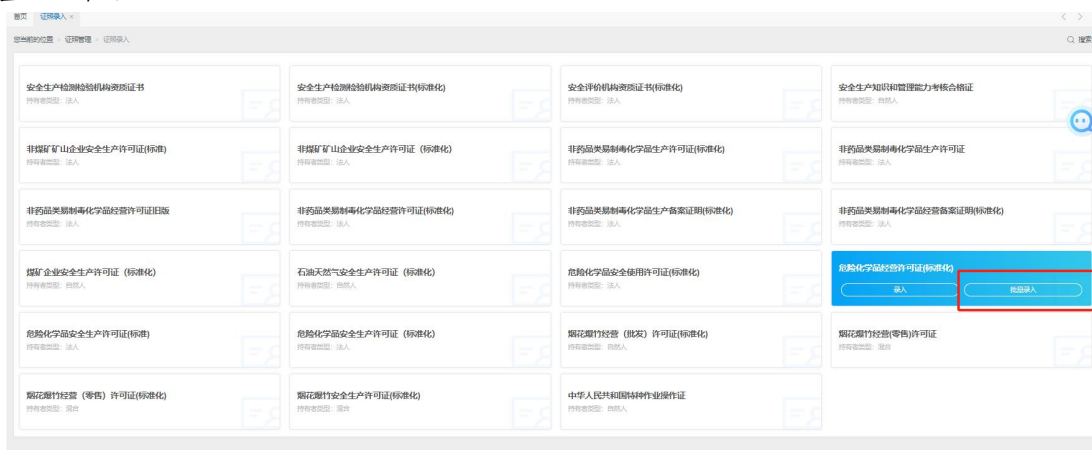 首页 证照录入 ×
您当前的位置 > 证照管理 > 证照录入 搜索
安全生产检测检验机构资质证书
持有者类型：法人
安全生产检测检验机构资质证书(标准化)
持有者类型：法人
安全评价机构资质证书(标准化)
持有者类型：法人
安全生产知识和管理能力考核合格证
持有者类型：自然人
非煤矿矿山企业安全生产许可证(标准)
持有者类型：法人
非煤矿矿山企业安全生产许可证（标准化）
持有者类型：法人
非药品类易制毒化学品生产许可证(标准化)
持有者类型：法人
非药品类易制毒化学品生产许可证
持有者类型：法人
非药品类易制毒化学品经营许可证旧版
持有者类型：法人
非药品类易制毒化学品经营许可证(标准化)
持有者类型：法人
非药品类易制毒化学品生产备案证明(标准化)
持有者类型：法人
非药品类易制毒化学品经营备案证明(标准化)
持有者类型：法人
煤矿企业安全生产许可证（标准化）
持有者类型：自然人
石油天然气安全生产许可证（标准化）
持有者类型：自然人
危险化学品安全使用许可证(标准化)
持有者类型：法人
危险化学品经营许可证(标准化)
录入 批量录入
危险化学品安全生产许可证(标准)
持有者类型：法人
危险化学品安全生产许可证（标准化）
持有者类型：法人
烟花爆竹经营（批发）许可证(标准化)
持有者类型：自然人
烟花爆竹经营(零售)许可证
持有者类型：混合
烟花爆竹经营（零售）许可证(标准化)
持有者类型：混合
烟花爆竹安全生产许可证(标准化)
持有者类型：混合
中华人民共和国特种作业操作证
持有者类型：自然人